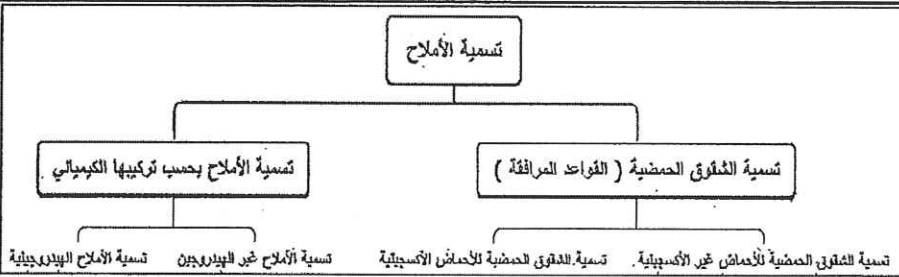 تسمية الأملاح
تسمية الشقوق الحمضية ( القواعد المرافقة )
تسمية الأملاح بحسب تركيبها الكيميائي
تسمية الشقوق الحمضية للأحماض غير الأكسجينية .
تسمية الشقوق الحمضية للأحماض الأكسجينية
تسمية الأملاح غير الهيدروجين
تسمية الأملاح الهيدروجينية